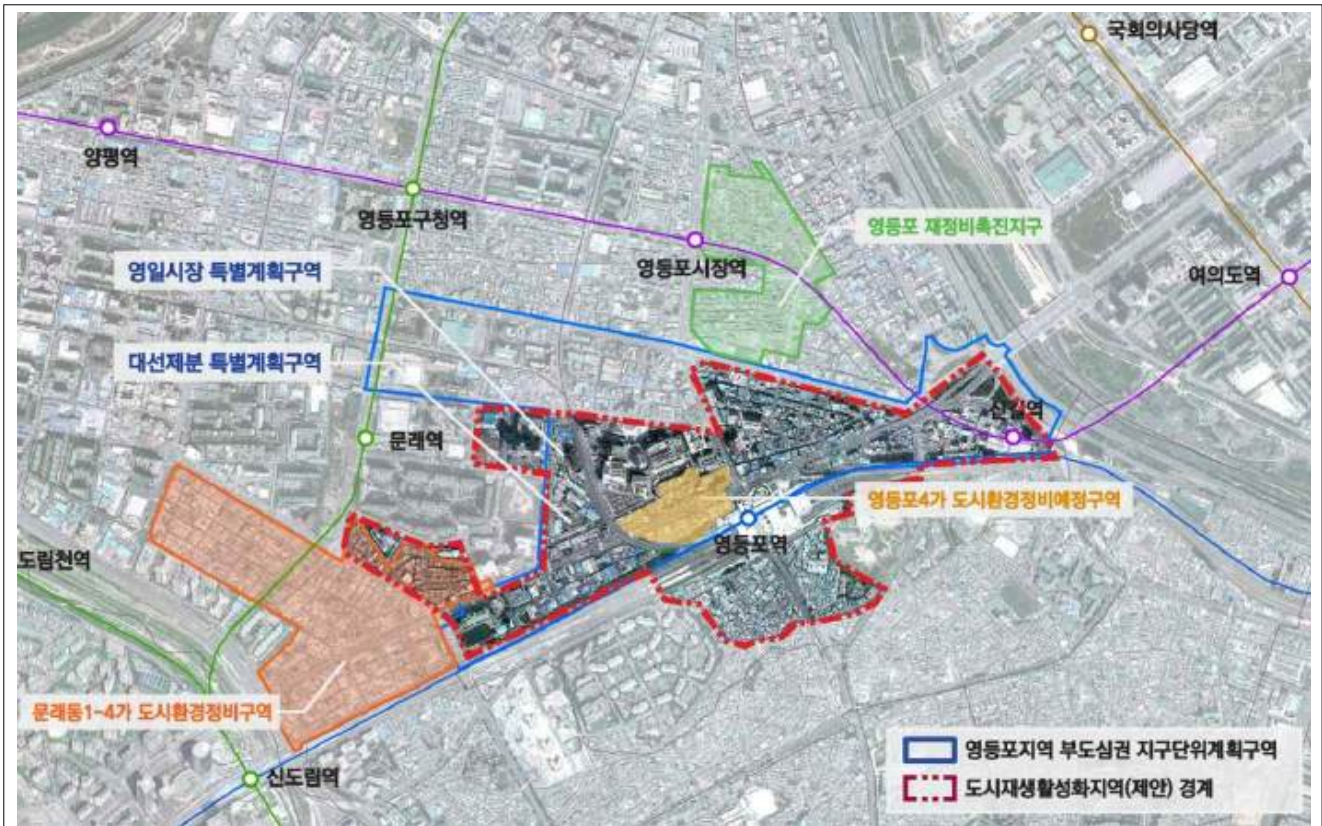 국회의사당역
양평역
영등포구청역
영등포 재정비촉진지구
영등포시장역
영일시장 특별계획구역
여의도역
대선제분 특별계획구역
신길역
문래역
영등포4가 도시환경정비예정구역
영등포역
도림천역
문래동1~4가 도시환경정비구역
신도림역
영등포지역 부도심권 지구단위계획구역
도시재생활성화지역(제안) 경계